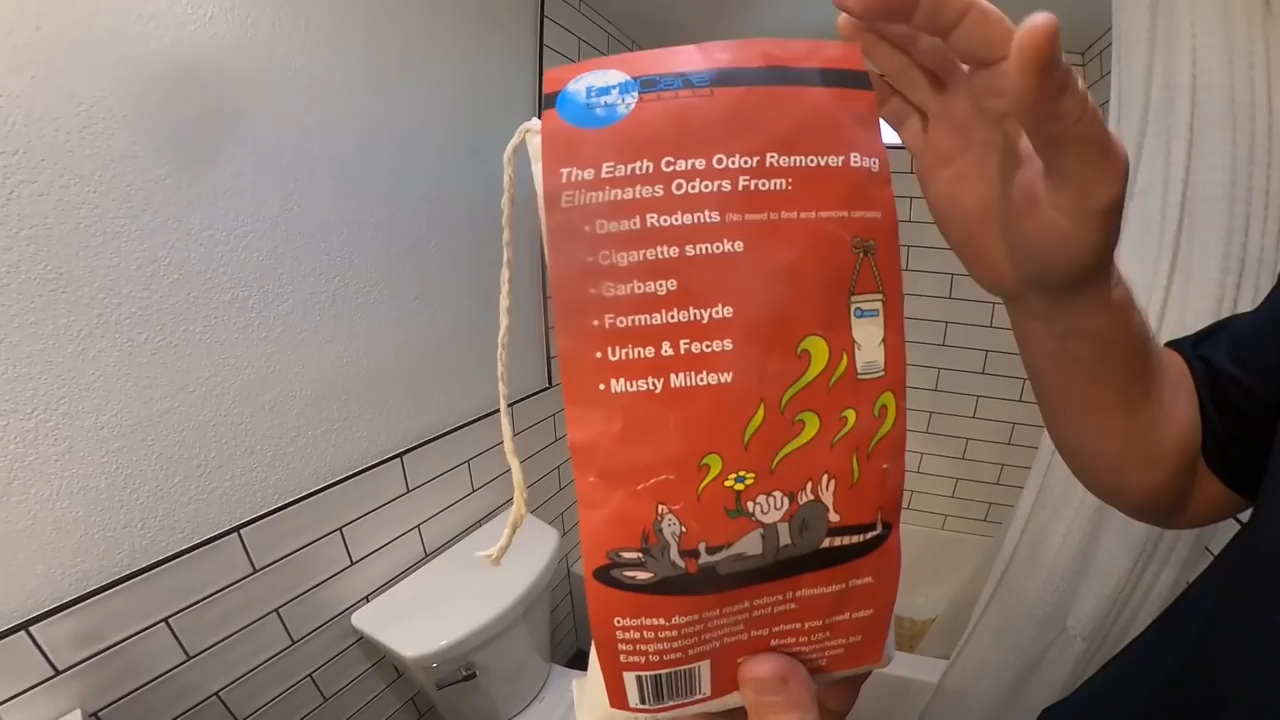 EarthCare
The Earth Care Odor Remover Bag
Eliminates Odors From:
• Dead Rodents (No need to find and remove carcass)
• Cigarette smoke
• Garbage
• Formaldehyde
• Urine & Feces
• Musty Mildew
Odorless, does not mask odors it eliminates them.
Safe to use near children and pets.
No registration required.
Easy to use, simply hang bag where you smell odor
Made in USA